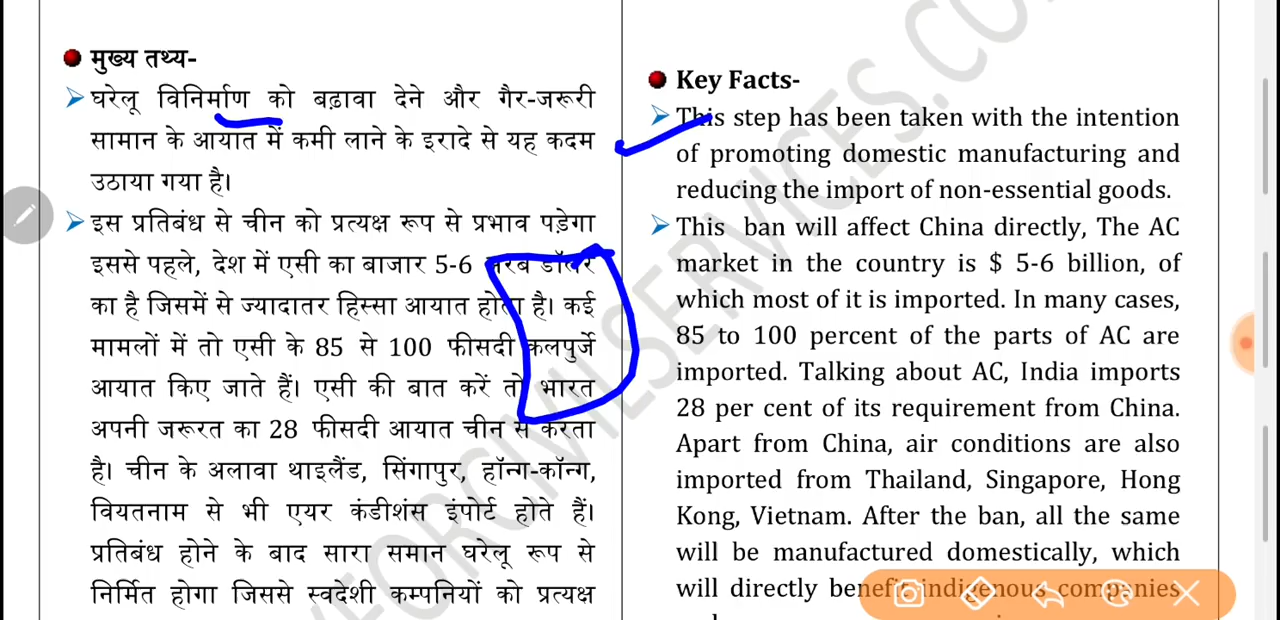 मुख्य तथ्य-
घरेलू विनिर्माण को बढ़ावा देने और गैर-जरूरी
सामान के आयात में कमी लाने के इरादे से यह कदम
उठाया गया है।
इस प्रतिबंध से चीन को प्रत्यक्ष रूप से प्रभाव पड़ेगा
इससे पहले, देश में एसी का बाजार 5-6 अरब डॉलर
का है जिसमें से ज्यादातर हिस्सा आयात होता है। कई
मामलों में तो एसी के 85 से 100 फीसदी कलपुर्जे
आयात किए जाते हैं। एसी की बात करें तो भारत
अपनी जरूरत का 28 फीसदी आयात चीन से करता
है। चीन के अलावा थाइलैंड, सिंगापुर, हॉन्ग-कॉन्ग,
वियतनाम से भी एयर कंडीशंस इंपोर्ट होते हैं।
प्रतिबंध होने के बाद सारा समान घरेलू रूप से
निर्मित होगा जिससे स्वदेशी कम्पनियों को प्रत्यक्ष
Key Facts-
This step has been taken with the intention
of promoting domestic manufacturing and
reducing the import of non-essential goods.
This ban will affect China directly, The AC
market in the country is $ 5-6 billion, of
which most of it is imported. In many cases,
85 to 100 percent of the parts of AC are
imported. Talking about AC, India imports
28 per cent of its requirement from China.
Apart from China, air conditions are also
imported from Thailand, Singapore, Hong
Kong, Vietnam. After the ban, all the same
will be manufactured domestically, which
will directly benefit indigenous companies